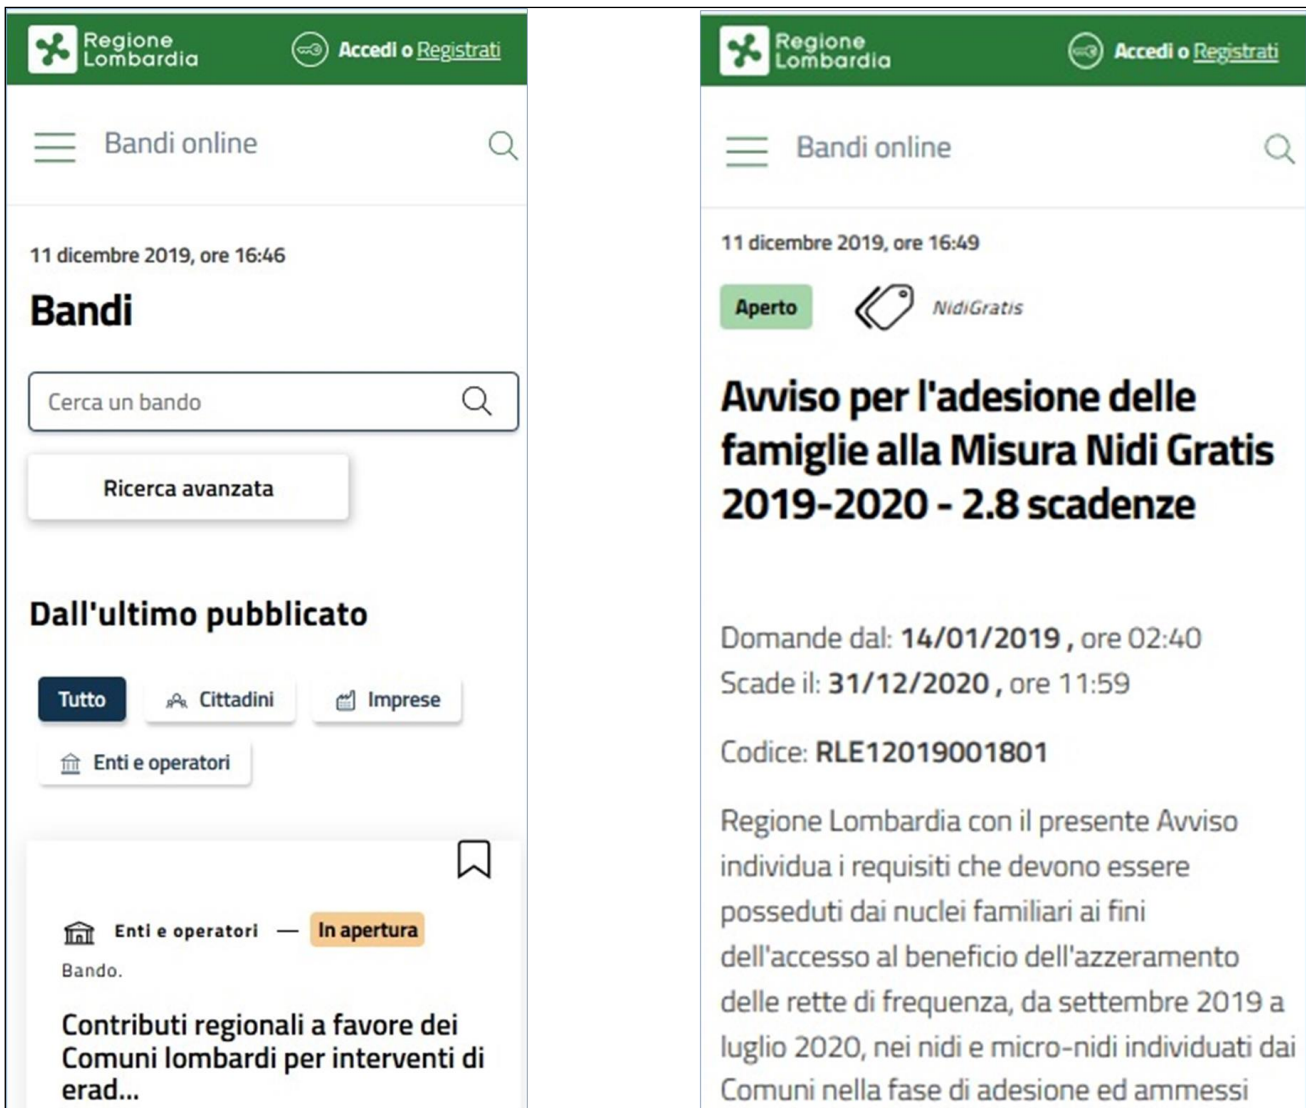 Regione
Lombardia
Accedi o Registrati
Bandi online
11 dicembre 2019, ore 16:46
Bandi
Cerca un bando
Ricerca avanzata
Dall'ultimo pubblicato
Tutto
Cittadini
Imprese
Enti e operatori
Enti e operatori — In apertura
Bando.
Contributi regionali a favore dei
Comuni lombardi per interventi di
erad...
Regione
Lombardia
Accedi o Registrati
Bandi online
11 dicembre 2019, ore 16:49
Aperto
NidiGratis
Avviso per l'adesione delle
famiglie alla Misura Nidi Gratis
2019-2020 - 2.8 scadenze
Domande dal: 14/01/2019 , ore 02:40
Scade il: 31/12/2020 , ore 11:59
Codice: RLE12019001801
Regione Lombardia con il presente Avviso
individua i requisiti che devono essere
posseduti dai nuclei familiari ai fini
dell'accesso al beneficio dell'azzeramento
delle rette di frequenza, da settembre 2019 a
luglio 2020, nei nidi e micro-nidi individuati dai
Comuni nella fase di adesione ed ammessi